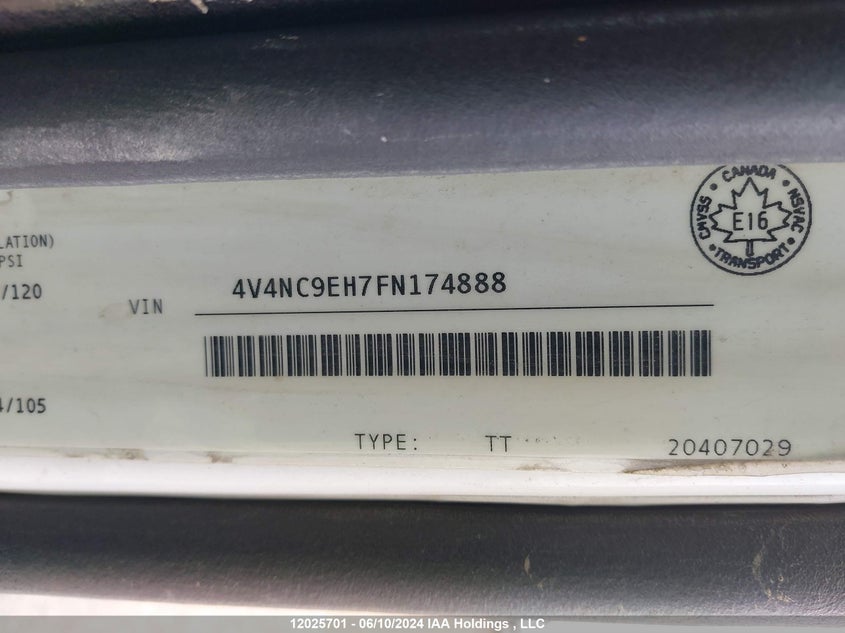 LATION)
PSI
/120
VIN 4V4NC9EH7FN174888
4/105
TYPE: TT
20407029
CANADA
CMVSS E16 NSVAC
TRANSPORT
12025701 - 06/10/2024 IAA Holdings , LLC